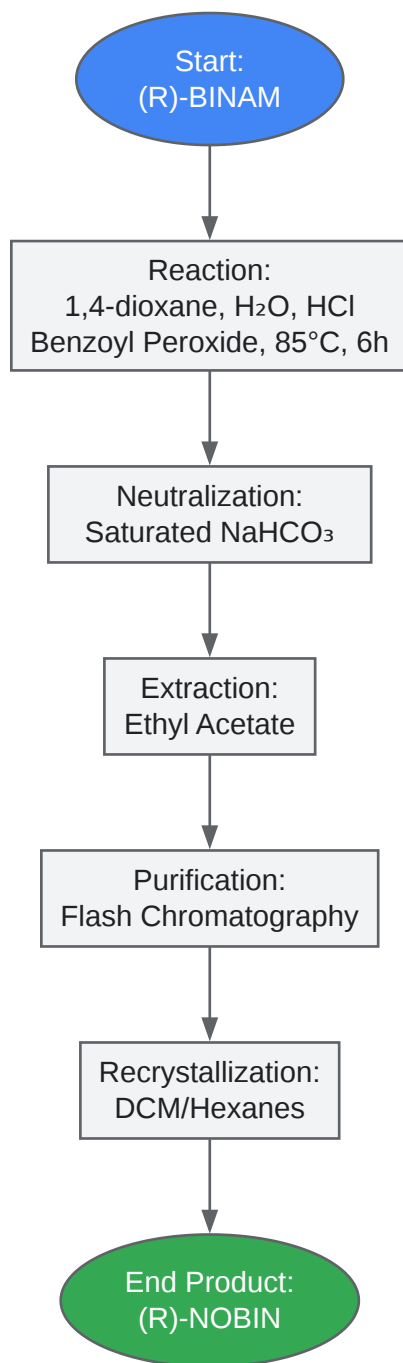 Start:
(R)-BINAM
Reaction:
1,4-dioxane, H₂O, HCl
Benzoyl Peroxide, 85°C, 6h
Neutralization:
Saturated NaHCO₃
Extraction:
Ethyl Acetate
Purification:
Flash Chromatography
Recrystallization:
DCM/Hexanes
End Product:
(R)-NOBIN